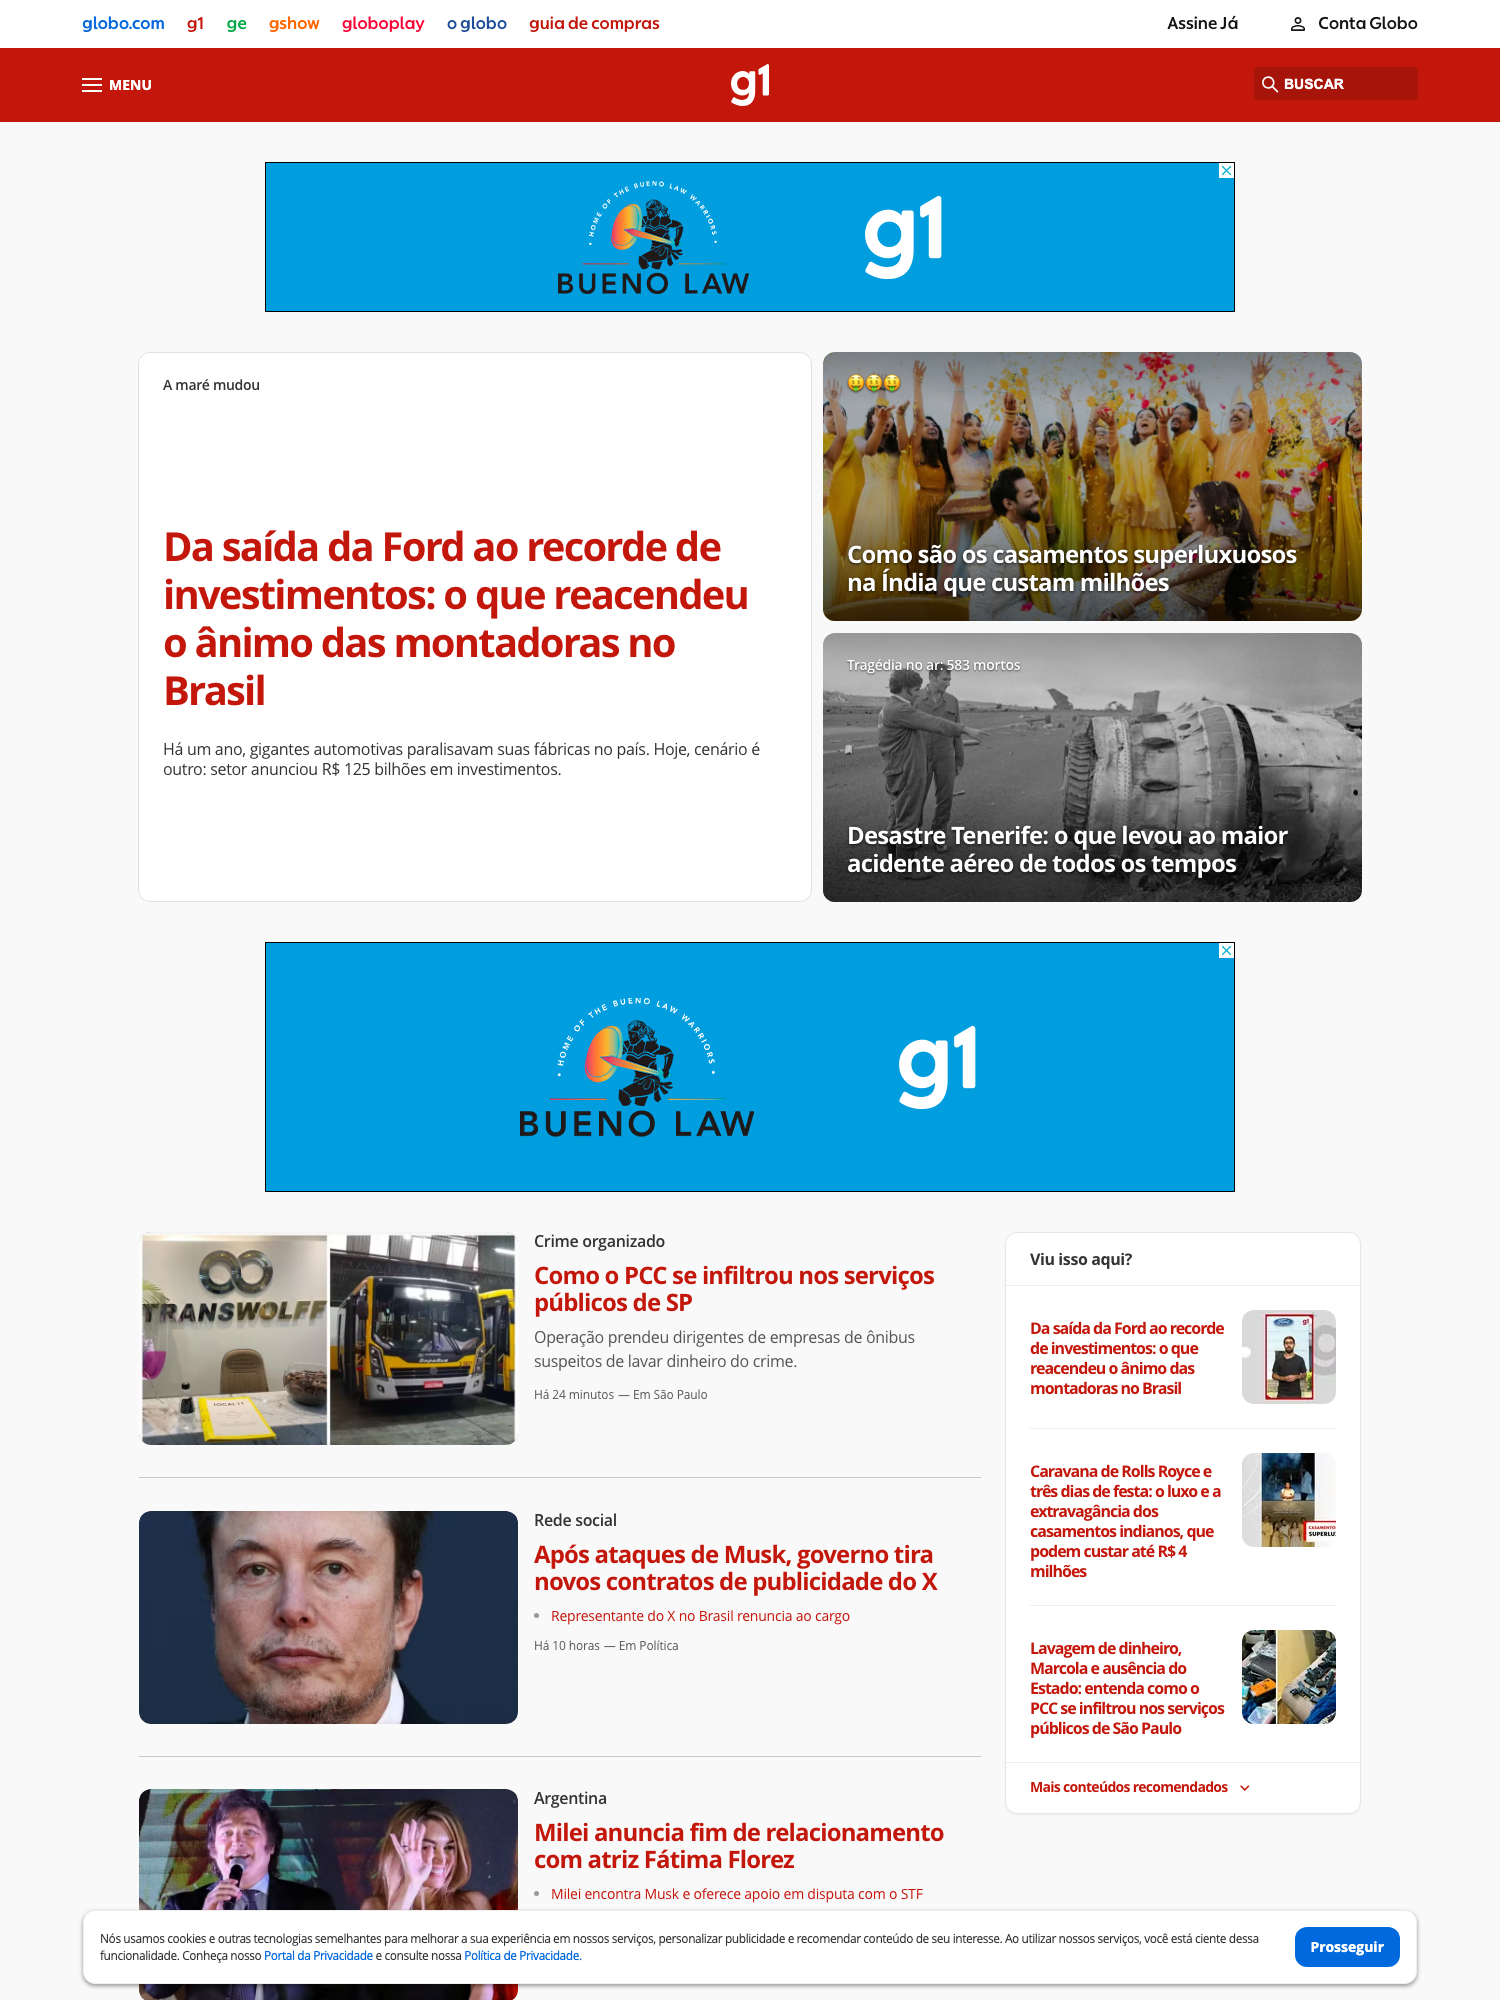 globo.com g1 ge gshow globoplay o globo guia de compras Assine Já Conta Globo
MENU g1 BUSCAR
• HOME OF THE BUENO LAW WARRIORS •
BUENO LAW
g1
A maré mudou
Da saída da Ford ao recorde de
investimentos: o que reacendeu
o ânimo das montadoras no
Brasil
Há um ano, gigantes automotivas paralisavam suas fábricas no país. Hoje, cenário é
outro: setor anunciou R$ 125 bilhões em investimentos.
🤑🤑🤑
Como são os casamentos superluxuosos
na Índia que custam milhões
Tragédia no ar: 583 mortos
Desastre Tenerife: o que levou ao maior
acidente aéreo de todos os tempos
• HOME OF THE BUENO LAW WARRIORS •
BUENO LAW
g1
TRANSWOLFF
Crime organizado
Como o PCC se infiltrou nos serviços
públicos de SP
Operação prendeu dirigentes de empresas de ônibus
suspeitos de lavar dinheiro do crime.
Há 24 minutos — Em São Paulo
Rede social
Após ataques de Musk, governo tira
novos contratos de publicidade do X
• Representante do X no Brasil renuncia ao cargo
Há 10 horas — Em Política
Argentina
Milei anuncia fim de relacionamento
com atriz Fátima Florez
• Milei encontra Musk e oferece apoio em disputa com o STF
Viu isso aqui?
Da saída da Ford ao recorde
de investimentos: o que
reacendeu o ânimo das
montadoras no Brasil
Caravana de Rolls Royce e
três dias de festa: o luxo e a
extravagância dos
casamentos indianos, que
podem custar até R$ 4
milhões
Lavagem de dinheiro,
Marcola e ausência do
Estado: entenda como o
PCC se infiltrou nos serviços
públicos de São Paulo
Mais conteúdos recomendados
Nós usamos cookies e outras tecnologias semelhantes para melhorar a sua experiência em nossos serviços, personalizar publicidade e recomendar conteúdo de seu interesse. Ao utilizar nossos serviços, você está ciente dessa
funcionalidade. Conheça nosso Portal da Privacidade e consulte nossa Política de Privacidade.
Prosseguir